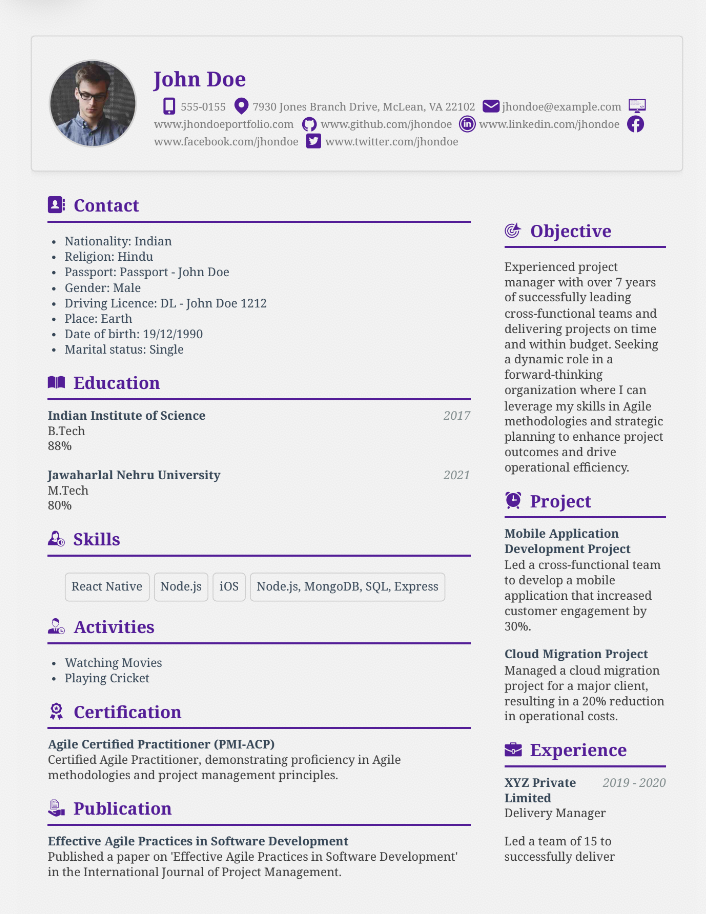 John Doe
555-0155 7930 Jones Branch Drive, McLean, VA 22102 jhondoe@example.com
www.jhondoeportfolio.com www.github.com/jhondoe www.linkedin.com/jhondoe
www.facebook.com/jhondoe www.twitter.com/jhondoe
Contact
• Nationality: Indian
• Religion: Hindu
• Passport: Passport - John Doe
• Gender: Male
• Driving Licence: DL - John Doe 1212
• Place: Earth
• Date of birth: 19/12/1990
• Marital status: Single
Education
Indian Institute of Science 2017
B.Tech
88%
Jawaharlal Nehru University 2021
M.Tech
80%
Skills
React Native Node.js iOS Node.js, MongoDB, SQL, Express
Activities
• Watching Movies
• Playing Cricket
Certification
Agile Certified Practitioner (PMI-ACP)
Certified Agile Practitioner, demonstrating proficiency in Agile
methodologies and project management principles.
Publication
Effective Agile Practices in Software Development
Published a paper on 'Effective Agile Practices in Software Development'
in the International Journal of Project Management.
Objective
Experienced project
manager with over 7 years
of successfully leading
cross-functional teams and
delivering projects on time
and within budget. Seeking
a dynamic role in a
forward-thinking
organization where I can
leverage my skills in Agile
methodologies and strategic
planning to enhance project
outcomes and drive
operational efficiency.
Project
Mobile Application
Development Project
Led a cross-functional team
to develop a mobile
application that increased
customer engagement by
30%.
Cloud Migration Project
Managed a cloud migration
project for a major client,
resulting in a 20% reduction
in operational costs.
Experience
XYZ Private 2019 - 2020
Limited
Delivery Manager
Led a team of 15 to
successfully deliver